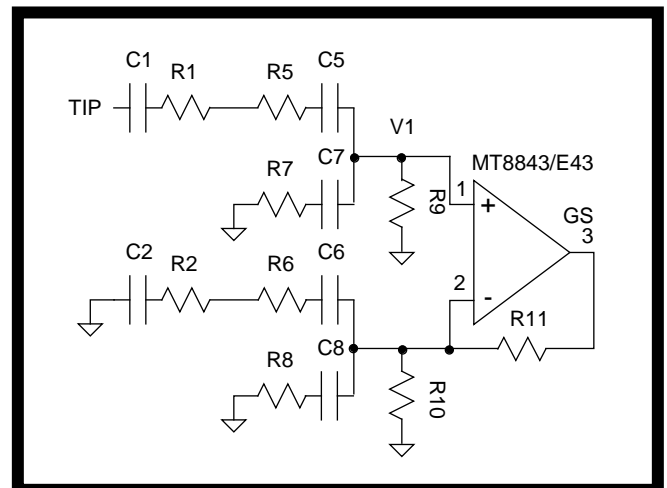 C1
R1
R5
C5
TIP
V1
C7
R7
R9
MT8843/E43
1
+
GS
3
C2
R2
R6
C6
2
-
R11
R8
C8
R10